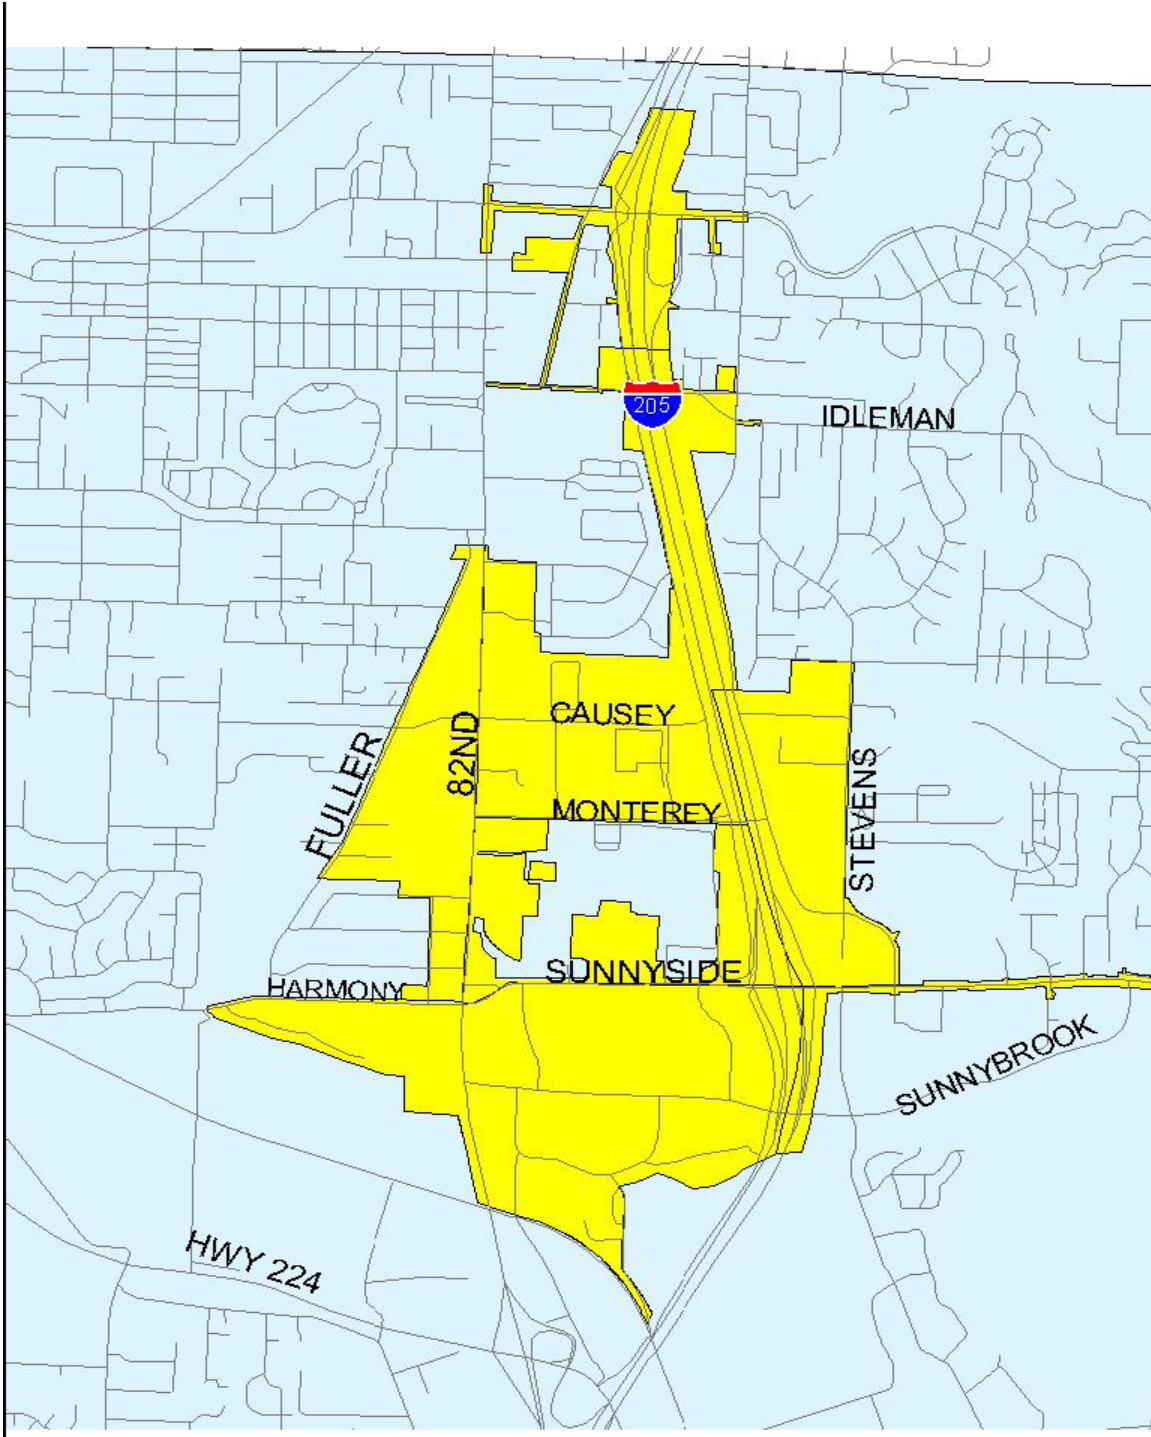 205
IDLEMAN
CAUSEY
82ND
FULLER
MONTEREY
STEVENS
SUNNYSIDE
HARMONY
SUNNYBROOK
HWY 224